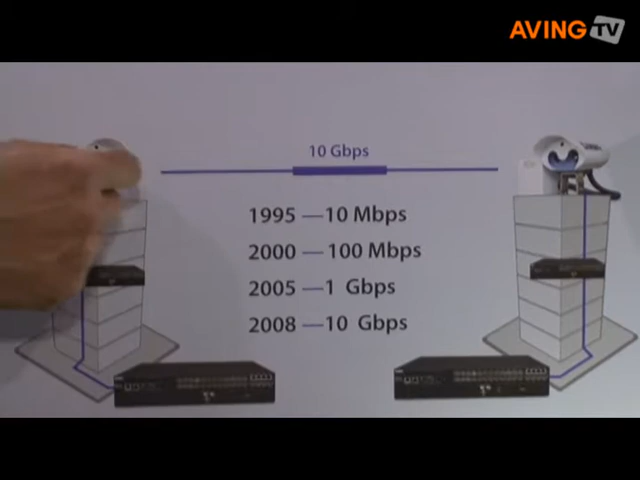 AVING TV
10 Gbps
1995 —10 Mbps
2000 —100 Mbps
2005 —1 Gbps
2008 —10 Gbps